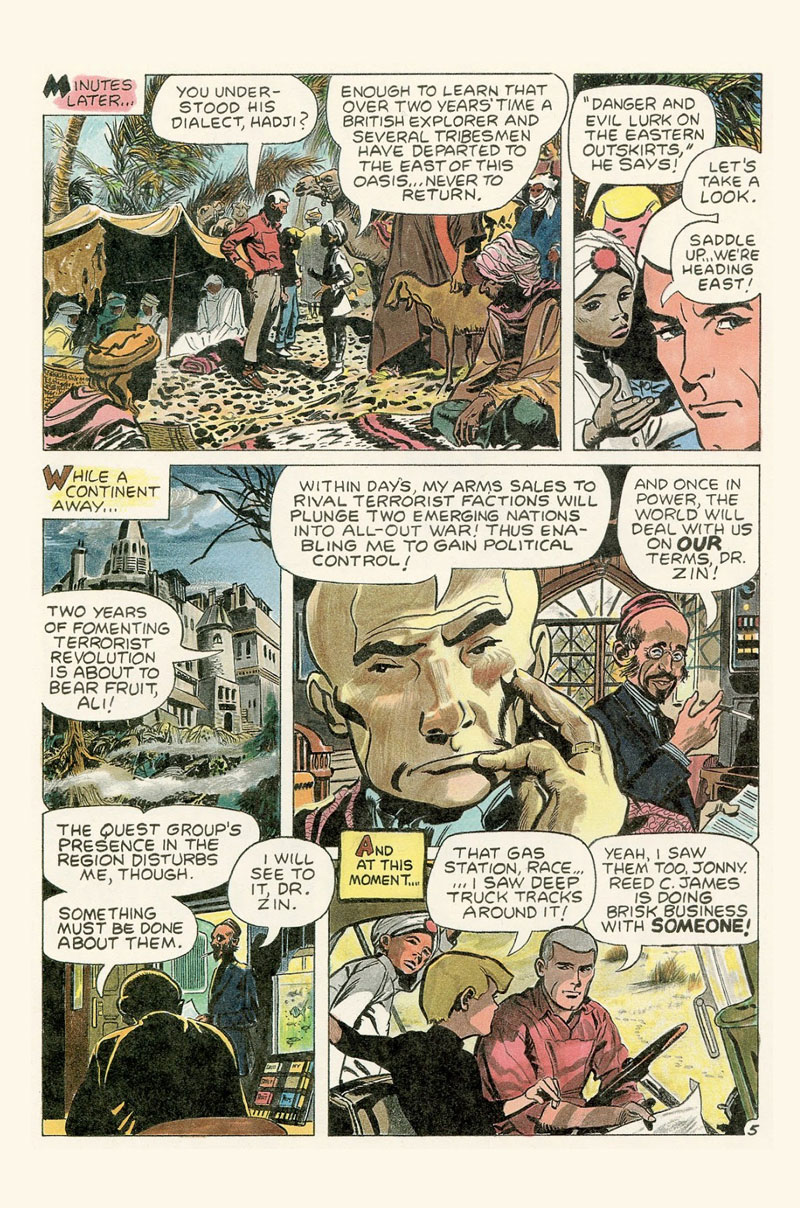 MINUTES
LATER...
YOU UNDER-
STOOD HIS
DIALECT, HADJI?
ENOUGH TO LEARN THAT
OVER TWO YEARS' TIME A
BRITISH EXPLORER AND
SEVERAL TRIBESMEN
HAVE DEPARTED TO
THE EAST OF THIS
OASIS... NEVER TO
RETURN.
"DANGER AND
EVIL LURK ON
THE EASTERN
OUTSKIRTS,"
HE SAYS!
LET'S
TAKE A
LOOK.
SADDLE
UP... WE'RE
HEADING
EAST!
WHILE A
CONTINENT
AWAY...
TWO YEARS
OF FOMENTING
TERRORIST
REVOLUTION
IS ABOUT TO
BEAR FRUIT,
ALI!
WITHIN DAY'S, MY ARMS SALES TO
RIVAL TERRORIST FACTIONS WILL
PLUNGE TWO EMERGING NATIONS
INTO ALL-OUT WAR! THUS ENA-
BLING ME TO GAIN POLITICAL
CONTROL!
AND ONCE IN
POWER, THE
WORLD WILL
DEAL WITH US
ON OUR
TERMS, DR.
ZIN!
THE QUEST GROUP'S
PRESENCE IN THE
REGION DISTURBS
ME, THOUGH.
SOMETHING
MUST BE DONE
ABOUT THEM.
I WILL
SEE TO
IT, DR.
ZIN.
AND
AT THIS
MOMENT....
THAT GAS
STATION, RACE...
... I SAW DEEP
TRUCK TRACKS
AROUND IT!
YEAH, I SAW
THEM TOO, JONNY.
REED C. JAMES
IS DOING
BRISK BUSINESS
WITH SOMEONE!
5